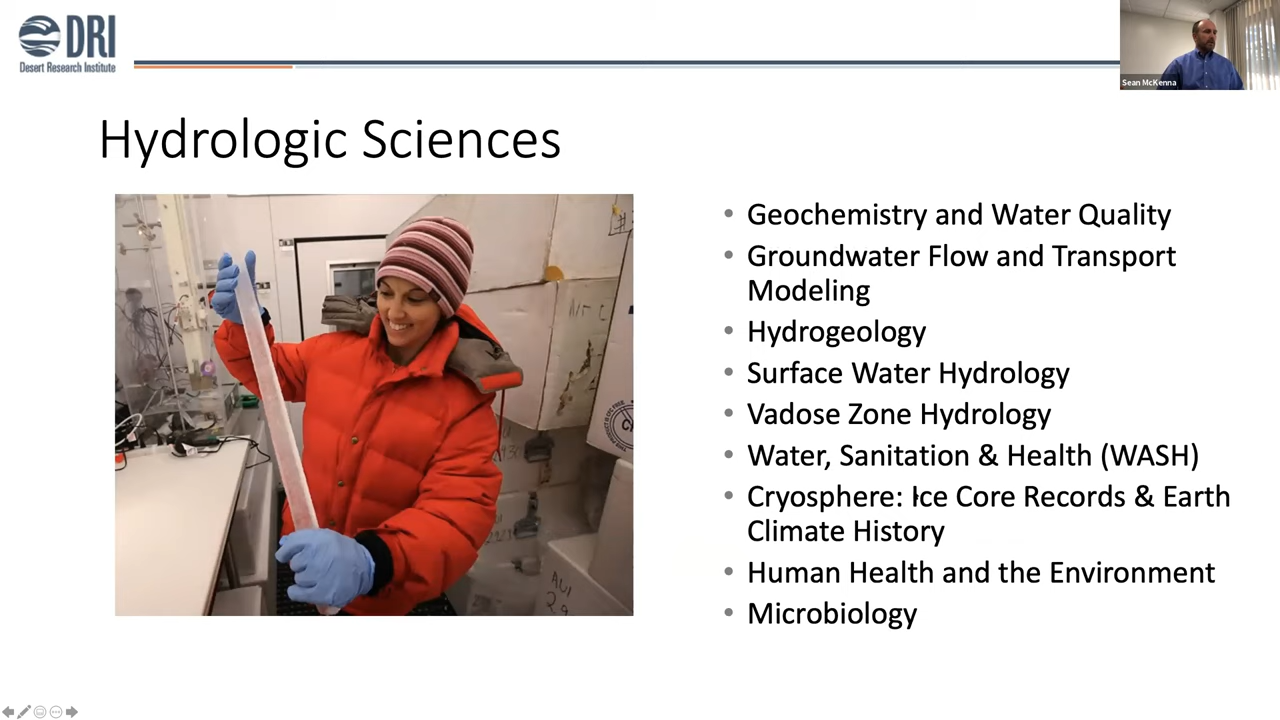 DRI
Desert Research Institute
Sean McKenna
Hydrologic Sciences
• Geochemistry and Water Quality
• Groundwater Flow and Transport
Modeling
• Hydrogeology
• Surface Water Hydrology
• Vadose Zone Hydrology
• Water, Sanitation & Health (WASH)
• Cryosphere: Ice Core Records & Earth
Climate History
• Human Health and the Environment
• Microbiology